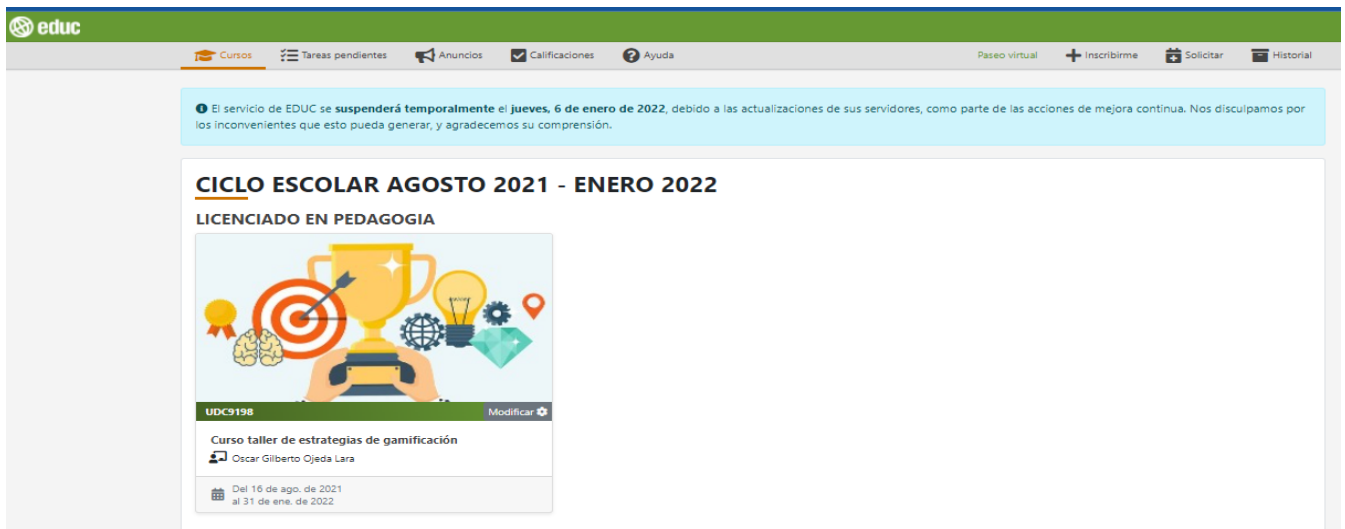 educ
Cursos
Tareas pendientes
Anuncios
Calificaciones
Ayuda
Paseo virtual
Inscribirme
Solicitar
Historial
El servicio de EDUC se suspenderá temporalmente el jueves, 6 de enero de 2022, debido a las actualizaciones de sus servidores, como parte de las acciones de mejora continua. Nos disculpamos por
los inconvenientes que esto pueda generar, y agradecemos su comprensión.
CICLO ESCOLAR AGOSTO 2021 - ENERO 2022
LICENCIADO EN PEDAGOGIA
UDC9198
Modificar
Curso taller de estrategias de gamificación
Oscar Gilberto Ojeda Lara
Del 16 de ago. de 2021
al 31 de ene. de 2022